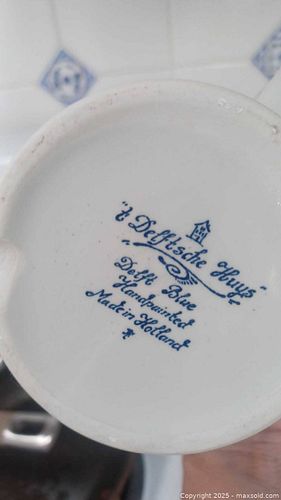 "'t Delftsche Huys"
Delft Blue
Handpainted
Made in Holland
Copyright © 2025 - maxsold.com